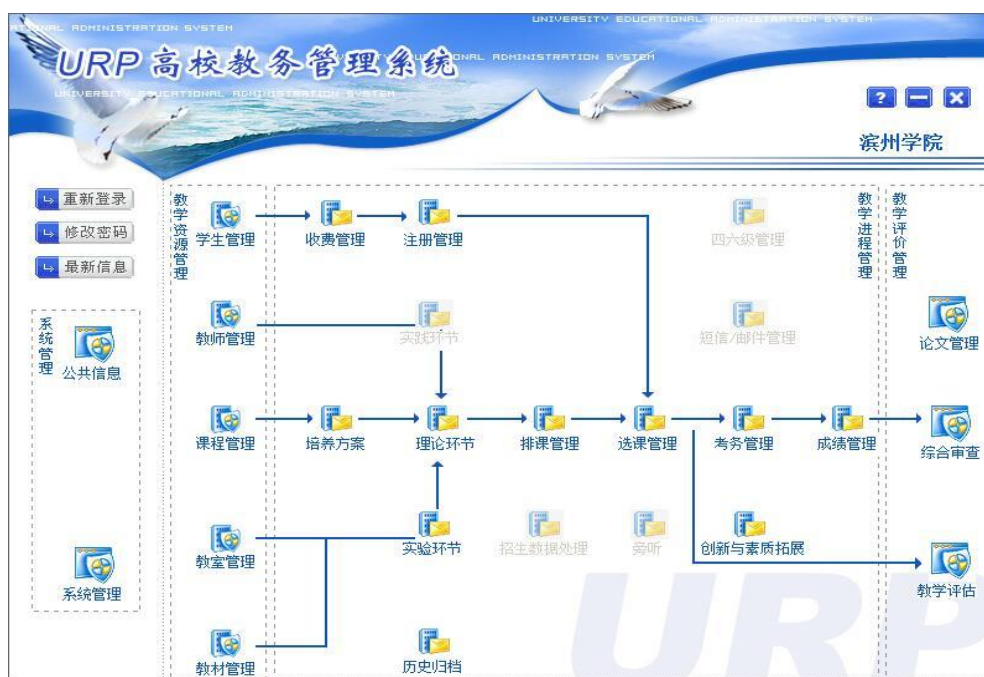 UNIVERSITY EDUCATIONAL ADMINISTRATION SYSTEM
ADMINISTRATION SYSTEM
URP高校教务管理系统
ADMINISTRATION SYSTEM
UNIVERSITY EDUCATIONAL ADMINISTRATION SYSTEM
滨州学院
重新登录
修改密码
最新信息
系统管理
公共信息
系统管理
教学资源管理
教学进程管理
教学评价管理
学生管理
收费管理
注册管理
四六级管理
教师管理
实践环节
短信/邮件管理
论文管理
课程管理
培养方案
理论环节
排课管理
选课管理
考务管理
成绩管理
综合审查
教室管理
实验环节
招生数据处理
旁听
创新与素质拓展
教学评估
教材管理
历史归档
URP